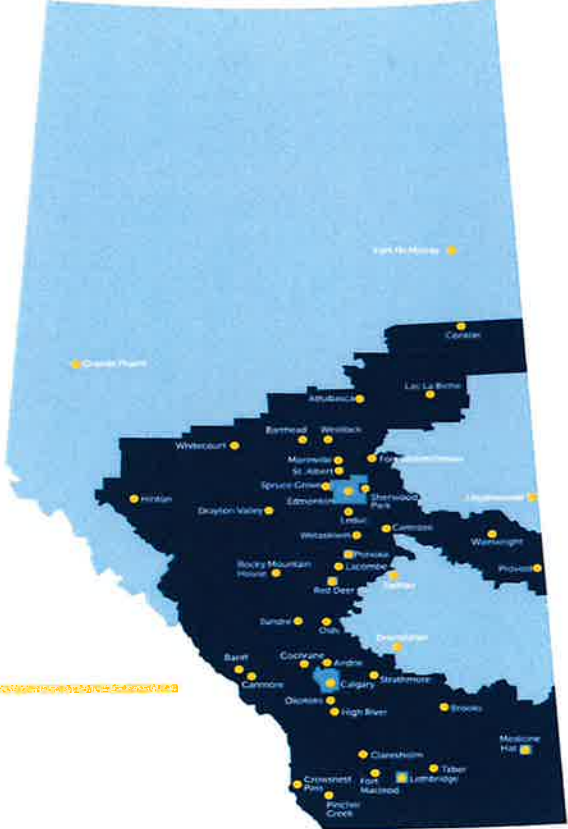 Fort McMurray
Conklin
Grande Prairie
Lac La Biche
Athabasca
Barrhead
Westlock
Whitecourt
Morinville
St. Albert
Fort
Spruce Grove
Edmonton
Sherwood
Park
Hinton
Drayton Valley
Leduc
Camrose
Wetaskiwin
Wainwright
Ponoka
Provost
Rocky Mountain
House
Lacombe
Red Deer
Stettler
Sundre
Olds
Drumheller
Cochrane
Airdrie
Banff
Canmore
Calgary
Strathmore
Okotoks
High River
Brooks
Medicine
Hat
Claresholm
Taber
Crowsnest
Pass
Fort
Macleod
Lethbridge
Pincher
Creek